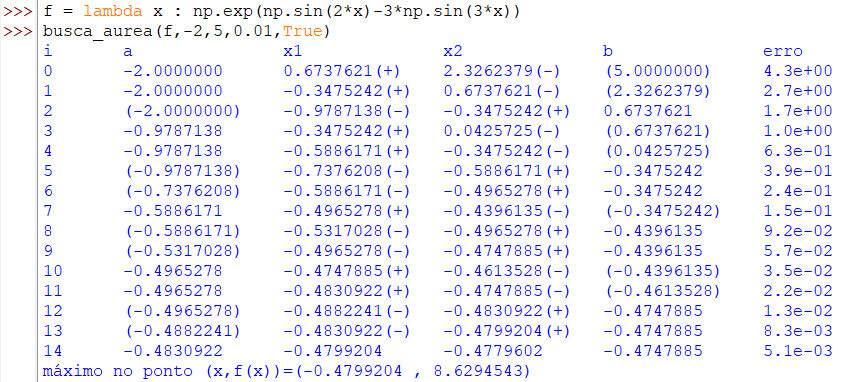 >>> f = lambda x : np.exp(np.sin(2*x)-3*np.sin(3*x))
>>> busca_aurea(f,-2,5,0.01,True)
i a x1 x2 b erro
0 -2.0000000 0.6737621(+) 2.3262379(-) (5.0000000) 4.3e+00
1 -2.0000000 -0.3475242(+) 0.6737621(-) (2.3262379) 2.7e+00
2 (-2.0000000) -0.9787138(-) -0.3475242(+) 0.6737621 1.7e+00
3 -0.9787138 -0.3475242(+) 0.0425725(-) (0.6737621) 1.0e+00
4 -0.9787138 -0.5886171(+) -0.3475242(-) (0.0425725) 6.3e-01
5 (-0.9787138) -0.7376208(-) -0.5886171(+) -0.3475242 3.9e-01
6 (-0.7376208) -0.5886171(-) -0.4965278(+) -0.3475242 2.4e-01
7 -0.5886171 -0.4965278(+) -0.4396135(-) (-0.3475242) 1.5e-01
8 (-0.5886171) -0.5317028(-) -0.4965278(+) -0.4396135 9.2e-02
9 (-0.5317028) -0.4965278(-) -0.4747885(+) -0.4396135 5.7e-02
10 -0.4965278 -0.4747885(+) -0.4613528(-) (-0.4396135) 3.5e-02
11 -0.4965278 -0.4830922(+) -0.4747885(-) (-0.4613528) 2.2e-02
12 (-0.4965278) -0.4882241(-) -0.4830922(+) -0.4747885 1.3e-02
13 (-0.4882241) -0.4830922(-) -0.4799204(+) -0.4747885 8.3e-03
14 -0.4830922 -0.4799204 -0.4779602 -0.4747885 5.1e-03
máximo no ponto (x,f(x))=(-0.4799204 , 8.6294543)